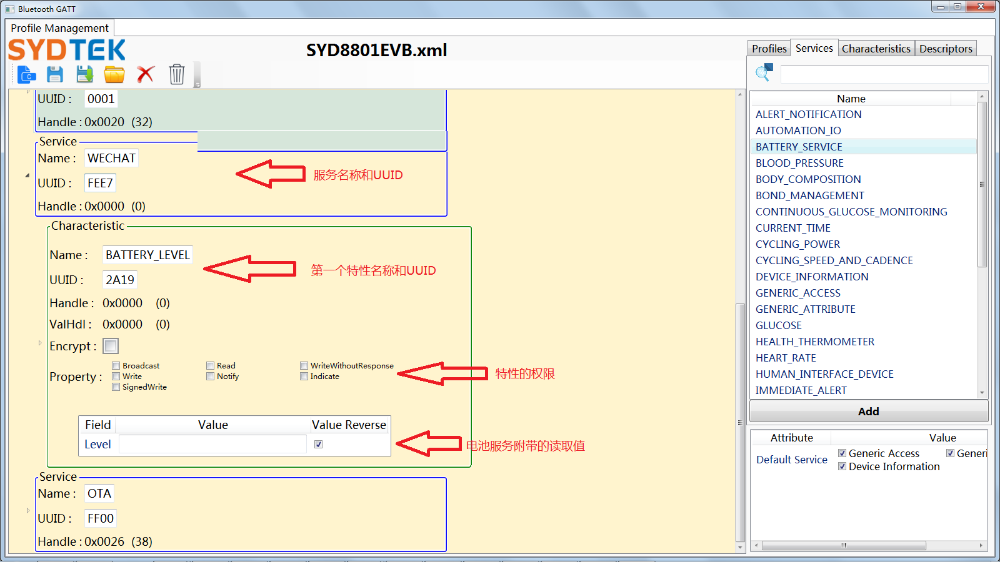 Bluetooth GATT
Profile Management
SYDTEK
SYD8801EVB.xml
UUID : 0001
Handle : 0x0020 (32)
Service
Name : WECHAT
UUID : FEE7
服务名称和UUID
Handle : 0x0000 (0)
Characteristic
Name : BATTERY_LEVEL
UUID : 2A19
第一个特性名称和UUID
Handle : 0x0000 (0)
ValHdl : 0x0000 (0)
Encrypt :
Property :
Broadcast Read WriteWithoutResponse
Write Notify Indicate
SignedWrite
特性的权限
Field Value Value Reverse
Level
电池服务附带的读取值
Service
Name : OTA
UUID : FF00
Handle : 0x0026 (38)
Profiles Services Characteristics Descriptors
Name
ALERT_NOTIFICATION
AUTOMATION_IO
BATTERY_SERVICE
BLOOD_PRESSURE
BODY_COMPOSITION
BOND_MANAGEMENT
CONTINUOUS_GLUCOSE_MONITORING
CURRENT_TIME
CYCLING_POWER
CYCLING_SPEED_AND_CADENCE
DEVICE_INFORMATION
GENERIC_ACCESS
GENERIC_ATTRIBUTE
GLUCOSE
HEALTH_THERMOMETER
HEART_RATE
HUMAN_INTERFACE_DEVICE
IMMEDIATE_ALERT
Add
Attribute Value
Default Service
Generic Access Generi
Device Information